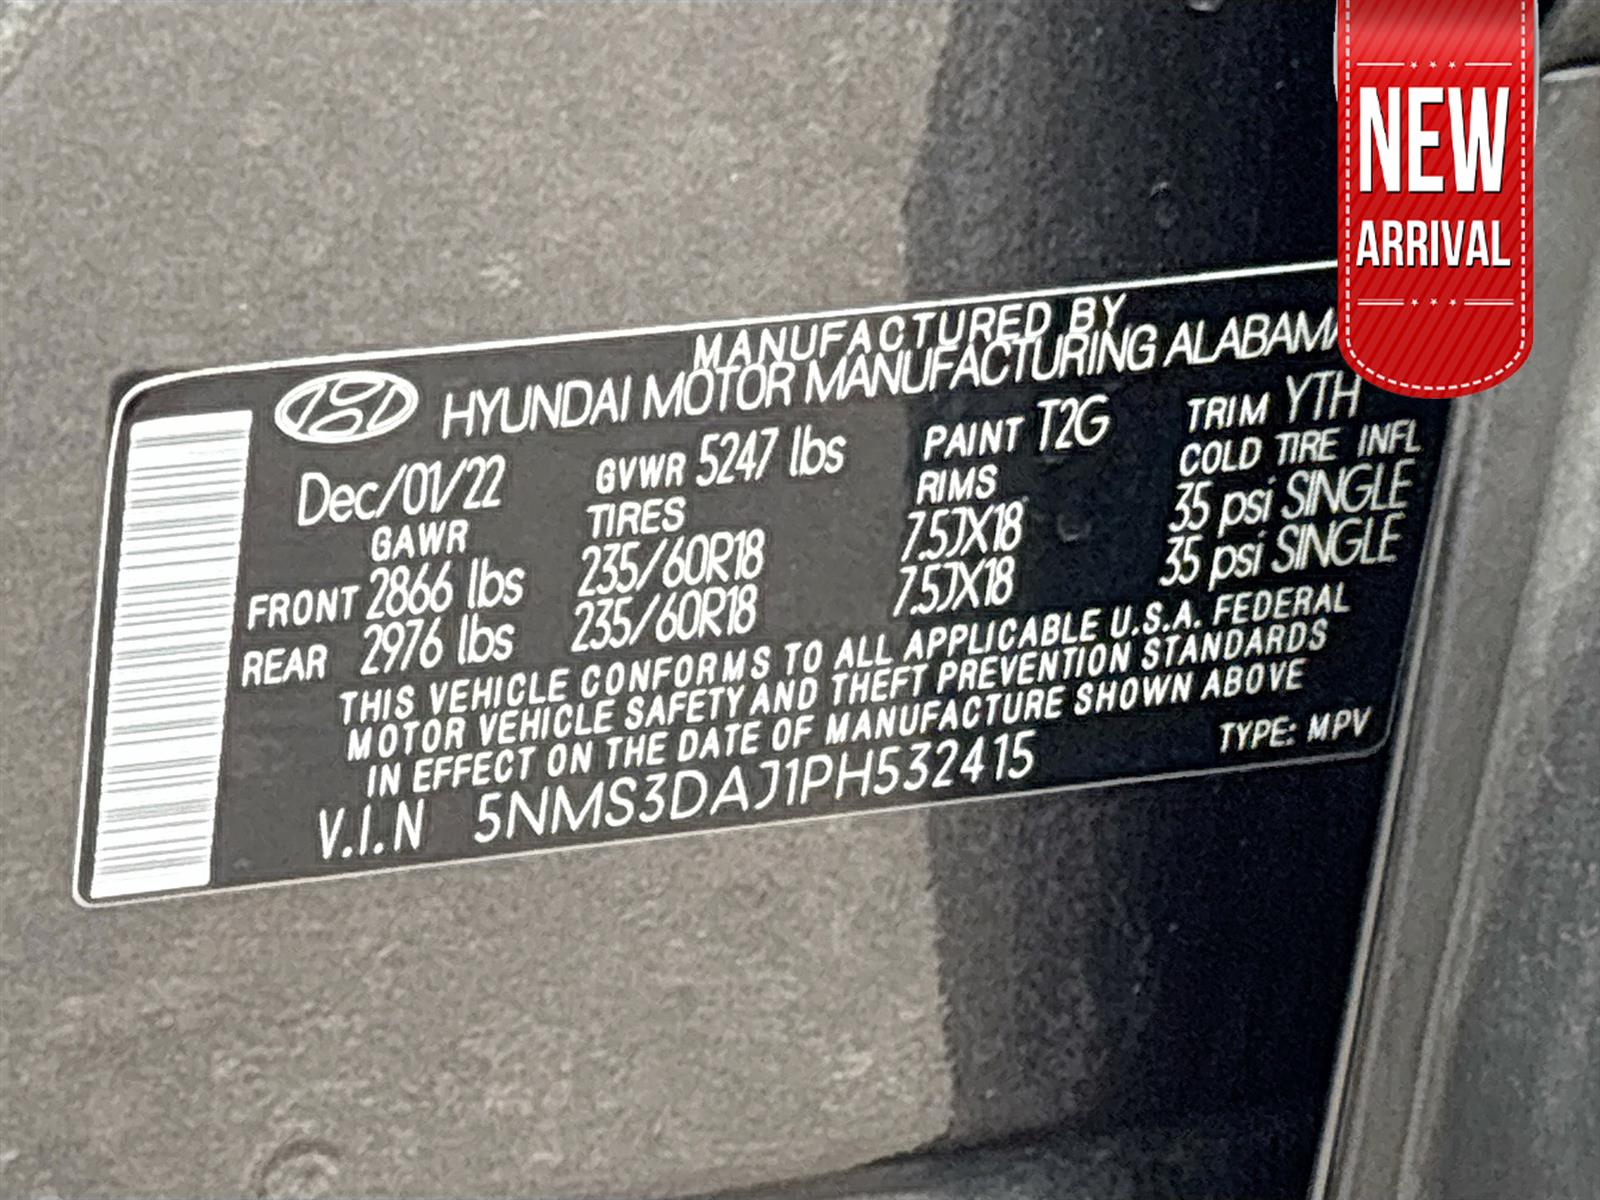 NEW
ARRIVAL
MANUFACTURED BY
HYUNDAI MOTOR MANUFACTURING ALABAMA
Dec/01/22 GVWR 5247 lbs PAINT T2G TRIM YTH
GAWR TIRES RIMS COLD TIRE INFL
FRONT 2866 lbs 235/60R18 7.5JX18 35 psi SINGLE
REAR 2976 lbs 235/60R18 7.5JX18 35 psi SINGLE
THIS VEHICLE CONFORMS TO ALL APPLICABLE U.S.A. FEDERAL
MOTOR VEHICLE SAFETY AND THEFT PREVENTION STANDARDS
IN EFFECT ON THE DATE OF MANUFACTURE SHOWN ABOVE
V.I.N 5NMS3DAJ1PH532415 TYPE: MPV